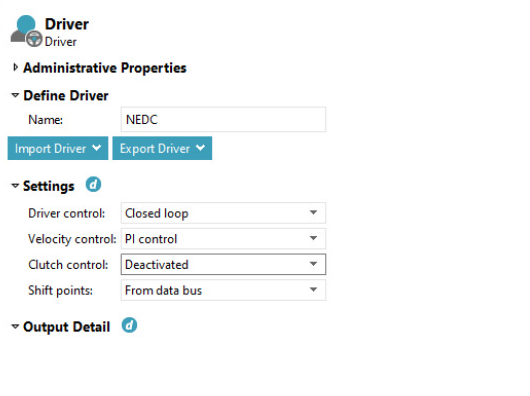 Driver
Driver
Administrative Properties
Define Driver
Name: NEDC
Import Driver Export Driver
Settings d
Driver control: Closed loop
Velocity control: PI control
Clutch control: Deactivated
Shift points: From data bus
Output Detail d